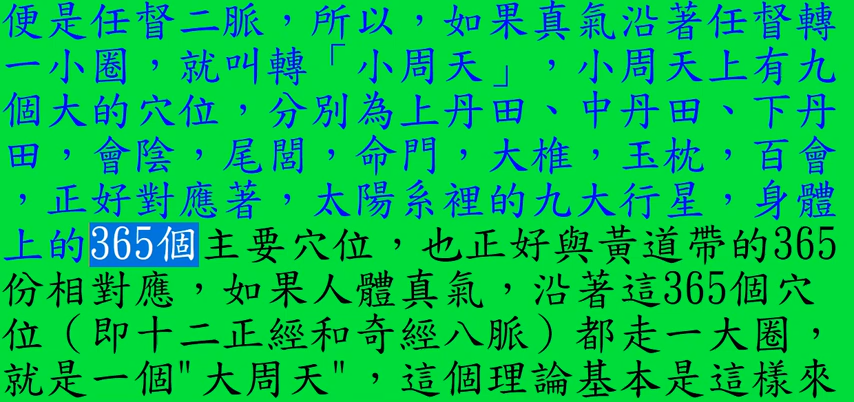 便是任督二脈，所以，如果真氣沿著任督轉
一小圈，就叫轉「小周天」，小周天上有九
個大的穴位，分別為上丹田、中丹田、下丹
田，會陰，尾閭，命門，大椎，玉枕，百會
，正好對應著，太陽系裡的九大行星，身體
上的365個主要穴位，也正好與黃道帶的365
份相對應，如果人體真氣，沿著這365個穴
位（即十二正經和奇經八脈）都走一大圈，
就是一個"大周天"，這個理論基本是這樣來